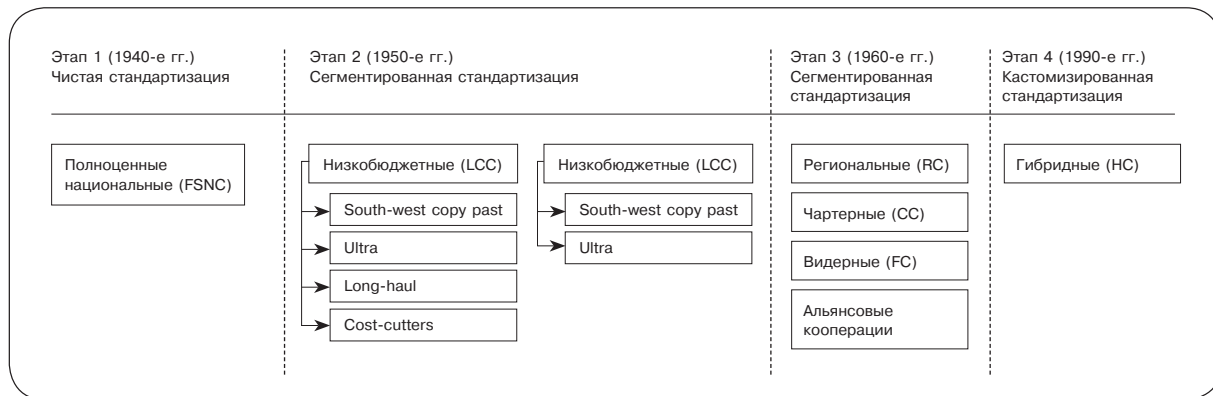 Этап 1 (1940-е гг.)
Чистая стандартизация
Этап 2 (1950-е гг.)
Сегментированная стандартизация
Этап 3 (1960-е гг.)
Сегментированная
стандартизация
Этап 4 (1990-е гг.)
Кастомизированная
стандартизация
Полноценные
национальные (FSNC)
Низкобюджетные (LCC)
South-west copy past
Ultra
Long-haul
Cost-cutters
Низкобюджетные (LCC)
South-west copy past
Ultra
Региональные (RC)
Чартерные (CC)
Видерные (FC)
Альянсовые
кооперации
Гибридные (HC)